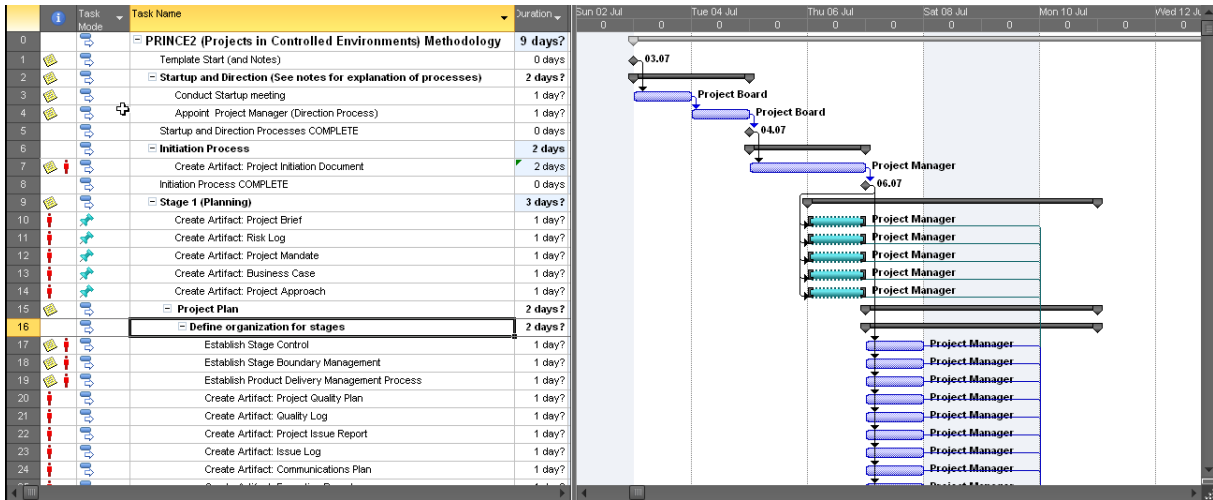 Task Mode Task Name Duration Sun 02 Jul Tue 04 Jul Thu 06 Jul Sat 08 Jul Mon 10 Jul Wed 12
0 0 0 0 0 0 0 0 0 0 0
0 PRINCE2 (Projects in Controlled Environments) Methodology 9 days?
1 Template Start (and Notes) 0 days 03.07
2 Startup and Direction (See notes for explanation of processes) 2 days?
3 Conduct Startup meeting 1 day? Project Board
4 Appoint Project Manager (Direction Process) 1 day? Project Board
5 Startup and Direction Processes COMPLETE 0 days 04.07
6 Initiation Process 2 days
7 Create Artifact: Project Initiation Document 2 days Project Manager
8 Initiation Process COMPLETE 0 days 06.07
9 Stage 1 (Planning) 3 days?
10 Create Artifact: Project Brief 1 day? Project Manager
11 Create Artifact: Risk Log 1 day? Project Manager
12 Create Artifact: Project Mandate 1 day? Project Manager
13 Create Artifact: Business Case 1 day? Project Manager
14 Create Artifact: Project Approach 1 day? Project Manager
15 Project Plan 2 days?
16 Define organization for stages 2 days?
17 Establish Stage Control 1 day? Project Manager
18 Establish Stage Boundary Management 1 day? Project Manager
19 Establish Product Delivery Management Process 1 day? Project Manager
20 Create Artifact: Project Quality Plan 1 day? Project Manager
21 Create Artifact: Quality Log 1 day? Project Manager
22 Create Artifact: Project Issue Report 1 day? Project Manager
23 Create Artifact: Issue Log 1 day? Project Manager
24 Create Artifact: Communications Plan 1 day? Project Manager